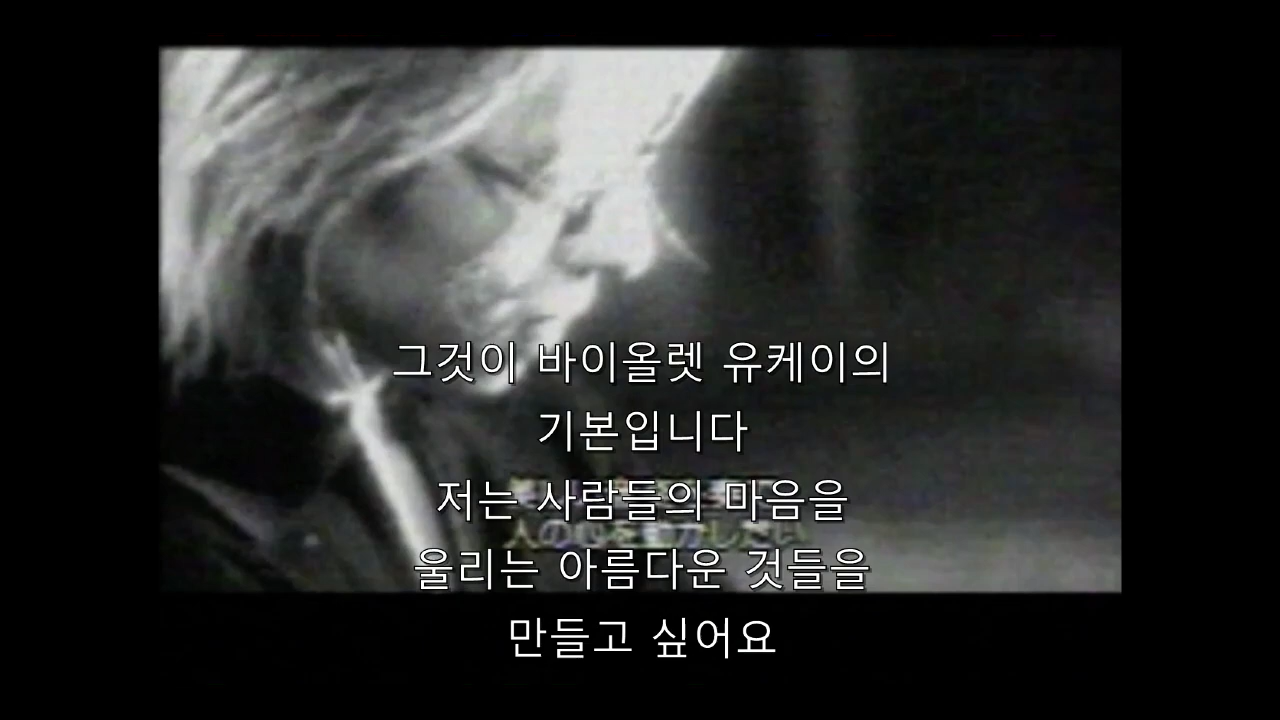 그것이 바이올렛 유케이의
기본입니다
저는 사람들의 마음을
울리는 아름다운 것들을
만들고 싶어요